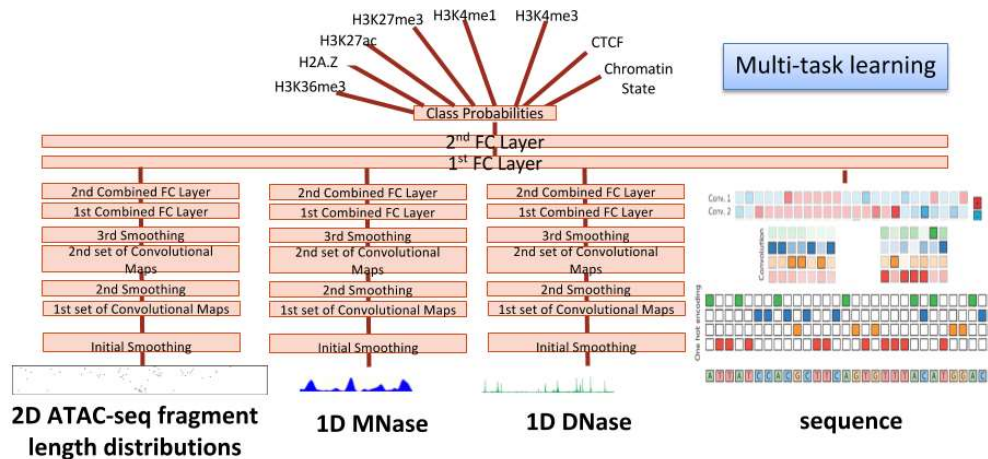 H3K27me3
H3K4me1
H3K4me3
H3K27ac
CTCF
H2A.Z
Chromatin
State
H3K36me3
Multi-task learning
Class Probabilities
2nd FC Layer
1st FC Layer
2nd Combined FC Layer
1st Combined FC Layer
3rd Smoothing
2nd set of Convolutional
Maps
2nd Smoothing
1st set of Convolutional Maps
Initial Smoothing
2D ATAC-seq fragment
length distributions
2nd Combined FC Layer
1st Combined FC Layer
3rd Smoothing
2nd set of Convolutional
Maps
2nd Smoothing
1st set of Convolutional Maps
Initial Smoothing
1D MNase
2nd Combined FC Layer
1st Combined FC Layer
3rd Smoothing
2nd set of Convolutional
Maps
2nd Smoothing
1st set of Convolutional Maps
Initial Smoothing
1D DNase
Conv. 1
Conv. 2
Convolution
One hot encoding
A T T A T C C A C G C T T C A G T G T T T A C A T G G A C
sequence